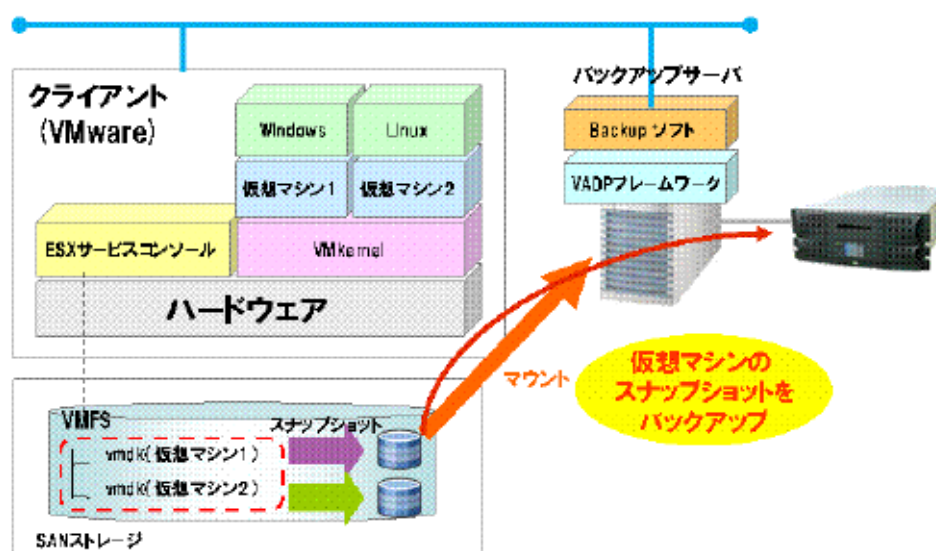 クライアント
(VMware)
Windows
Linux
仮想マシン1
仮想マシン2
ESXサービスコンソール
VMkernel
ハードウェア
バックアップサーバ
Backup ソフト
VADPフレームワーク
マウント
仮想マシンの
スナップショットを
バックアップ
VMFS
スナップショット
vmdk(仮想マシン1)
vmdk(仮想マシン2)
SANストレージ